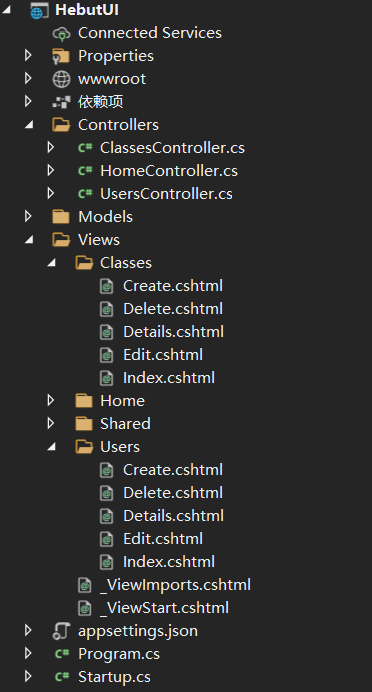 HebutUI
Connected Services
Properties
wwwroot
依赖项
Controllers
C# ClassesController.cs
C# HomeController.cs
C# UsersController.cs
Models
Views
Classes
Create.cshtml
Delete.cshtml
Details.cshtml
Edit.cshtml
Index.cshtml
Home
Shared
Users
Create.cshtml
Delete.cshtml
Details.cshtml
Edit.cshtml
Index.cshtml
_ViewImports.cshtml
_ViewStart.cshtml
appsettings.json
C# Program.cs
C# Startup.cs